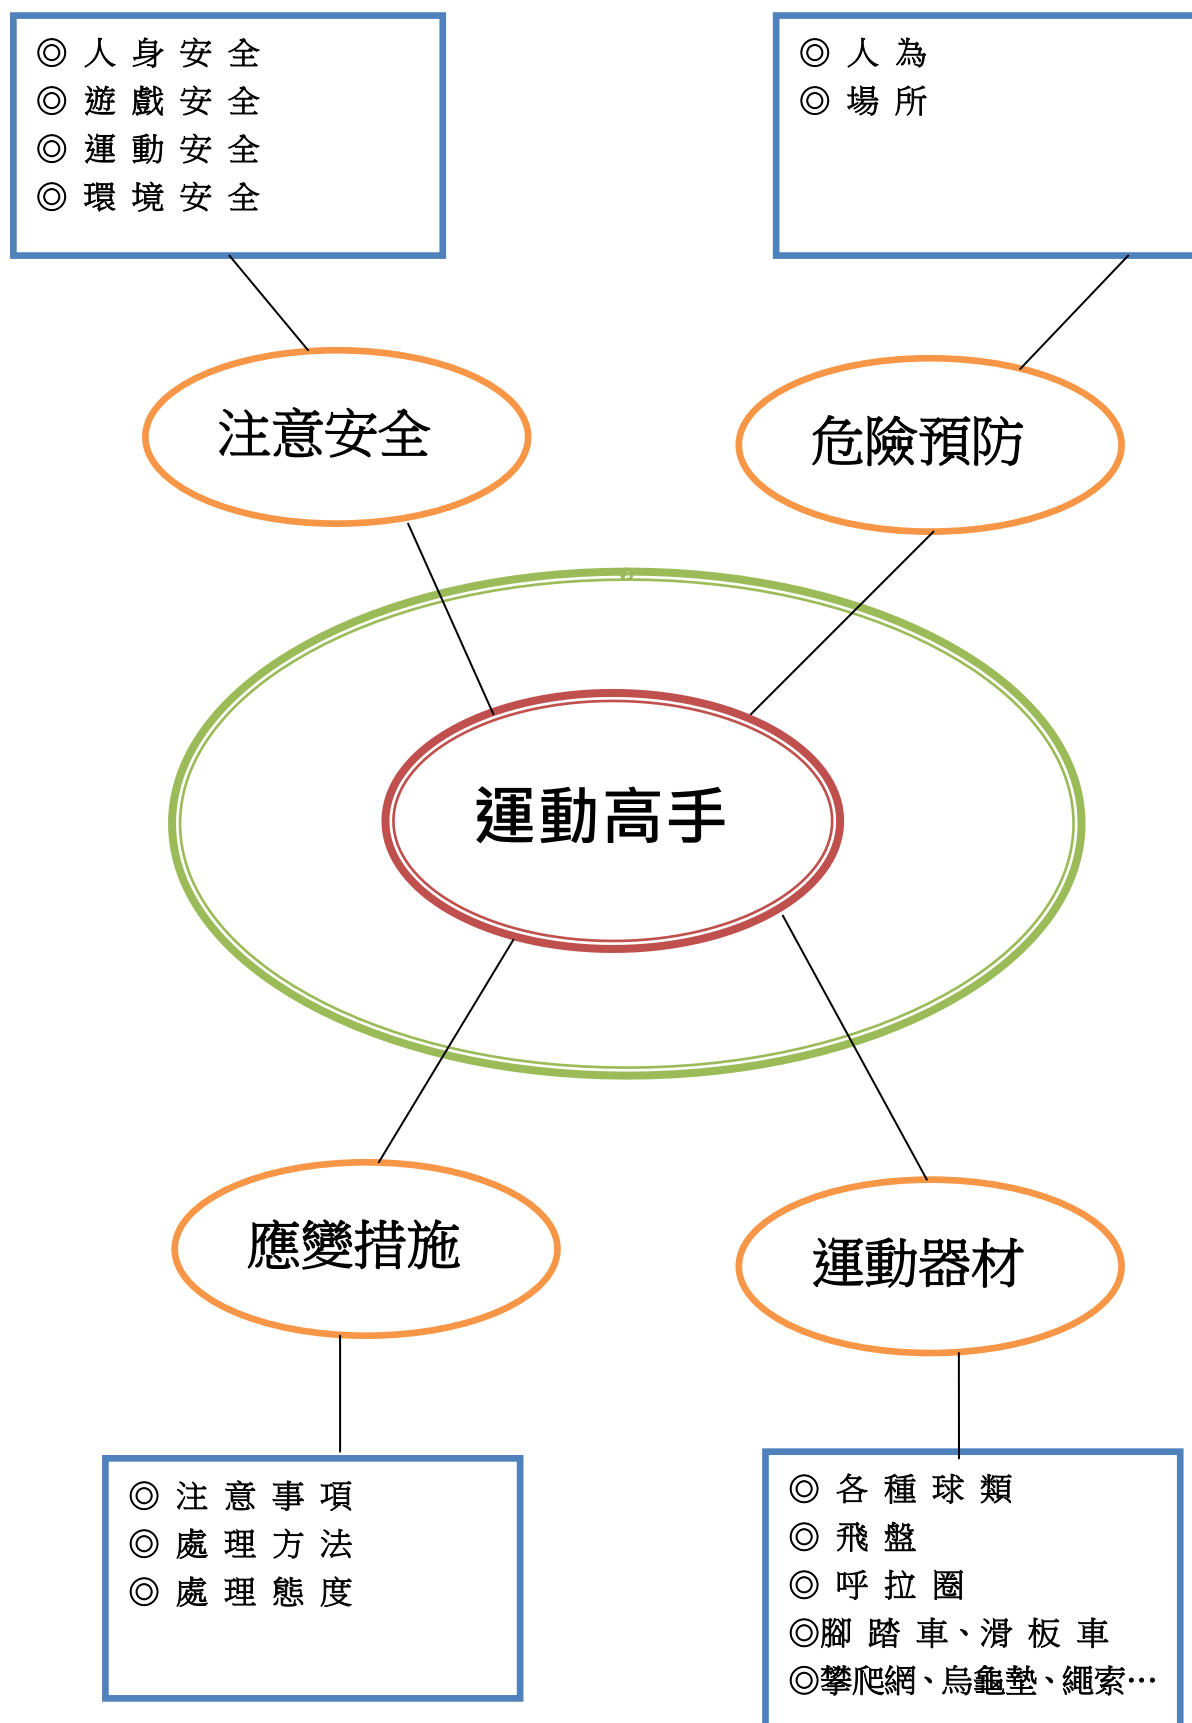 ◎ 人 身 安 全
◎ 遊 戲 安 全
◎ 運 動 安 全
◎ 環 境 安 全
◎ 人 為
◎ 場 所
注意安全
危險預防
運動高手
應變措施
運動器材
◎ 注 意 事 項
◎ 處 理 方 法
◎ 處 理 態 度
◎ 各 種 球 類
◎ 飛 盤
◎ 呼 拉 圈
◎腳 踏 車、滑 板 車
◎攀爬網、烏龜墊、繩索…